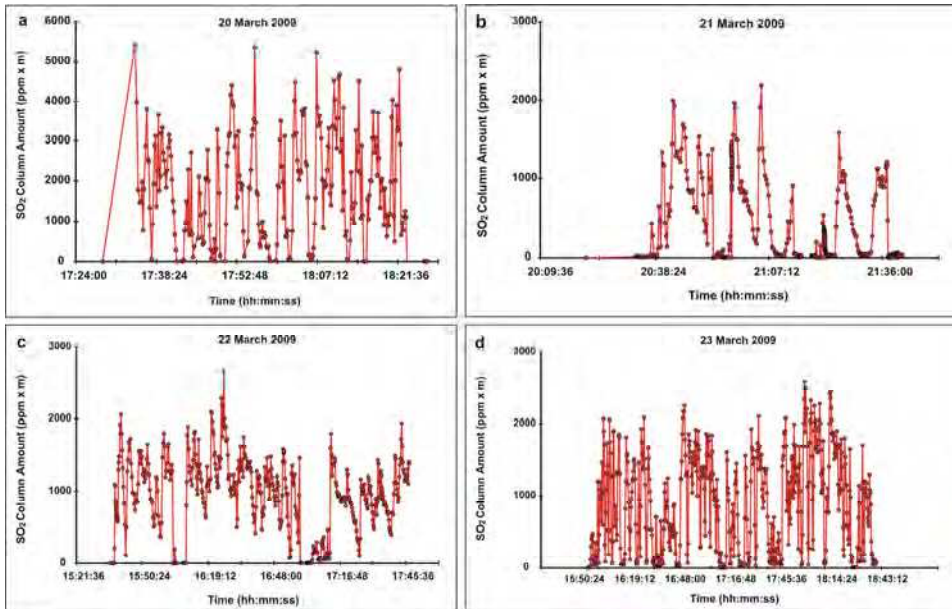 a
20 March 2009
SO₂ Column Amount (ppm x m)
6000
5000
4000
3000
2000
1000
0
17:24:00 17:38:24 17:52:48 18:07:12 18:21:36
Time (hh:mm:ss)
b
21 March 2009
SO₂ Column Amount (ppm x m)
3000
2000
1000
0
20:09:36 20:38:24 21:07:12 21:36:00
Time (hh:mm:ss)
c
22 March 2009
SO₂ Column Amount (ppm x m)
3000
2000
1000
0
15:21:36 15:50:24 16:19:12 16:48:00 17:16:48 17:45:36
Time (hh:mm:ss)
d
23 March 2009
SO₂ Column Amount (ppm x m)
3000
2000
1000
0
15:50:24 16:19:12 16:48:00 17:16:48 17:45:36 18:14:24 18:43:12
Time (hh:mm:ss)